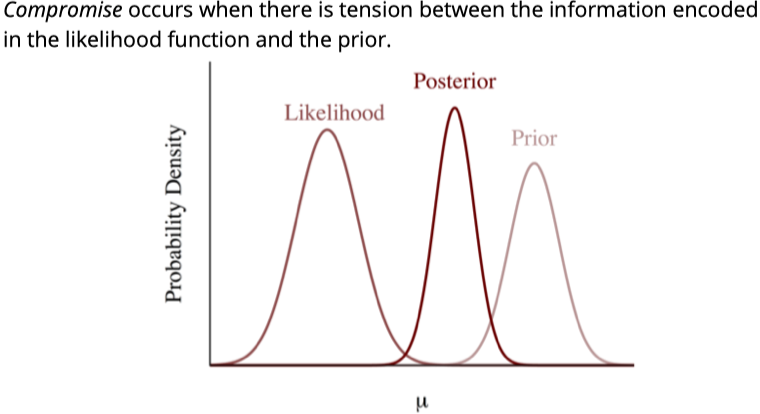 Compromise occurs when there is tension between the information encoded
in the likelihood function and the prior.
Posterior
Likelihood
Prior
Probability Density
μ